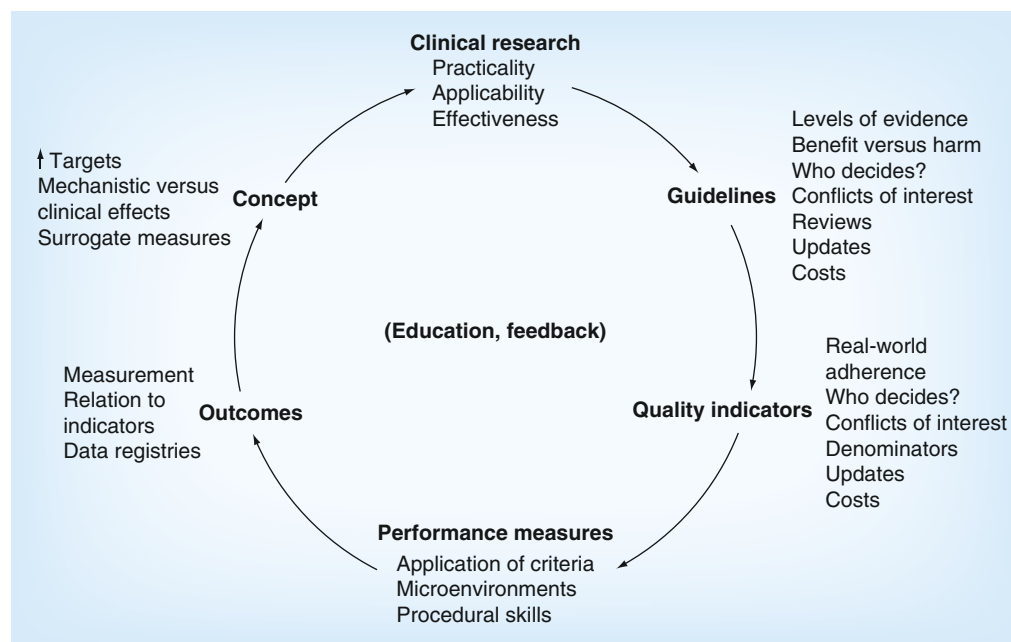 Clinical research
Practicality
Applicability
Effectiveness
Guidelines
Levels of evidence
Benefit versus harm
Who decides?
Conflicts of interest
Reviews
Updates
Costs
Quality indicators
Real-world
adherence
Who decides?
Conflicts of interest
Denominators
Updates
Costs
Performance measures
Application of criteria
Microenvironments
Procedural skills
Outcomes
Measurement
Relation to
indicators
Data registries
Concept
↑ Targets
Mechanistic versus
clinical effects
Surrogate measures
(Education, feedback)